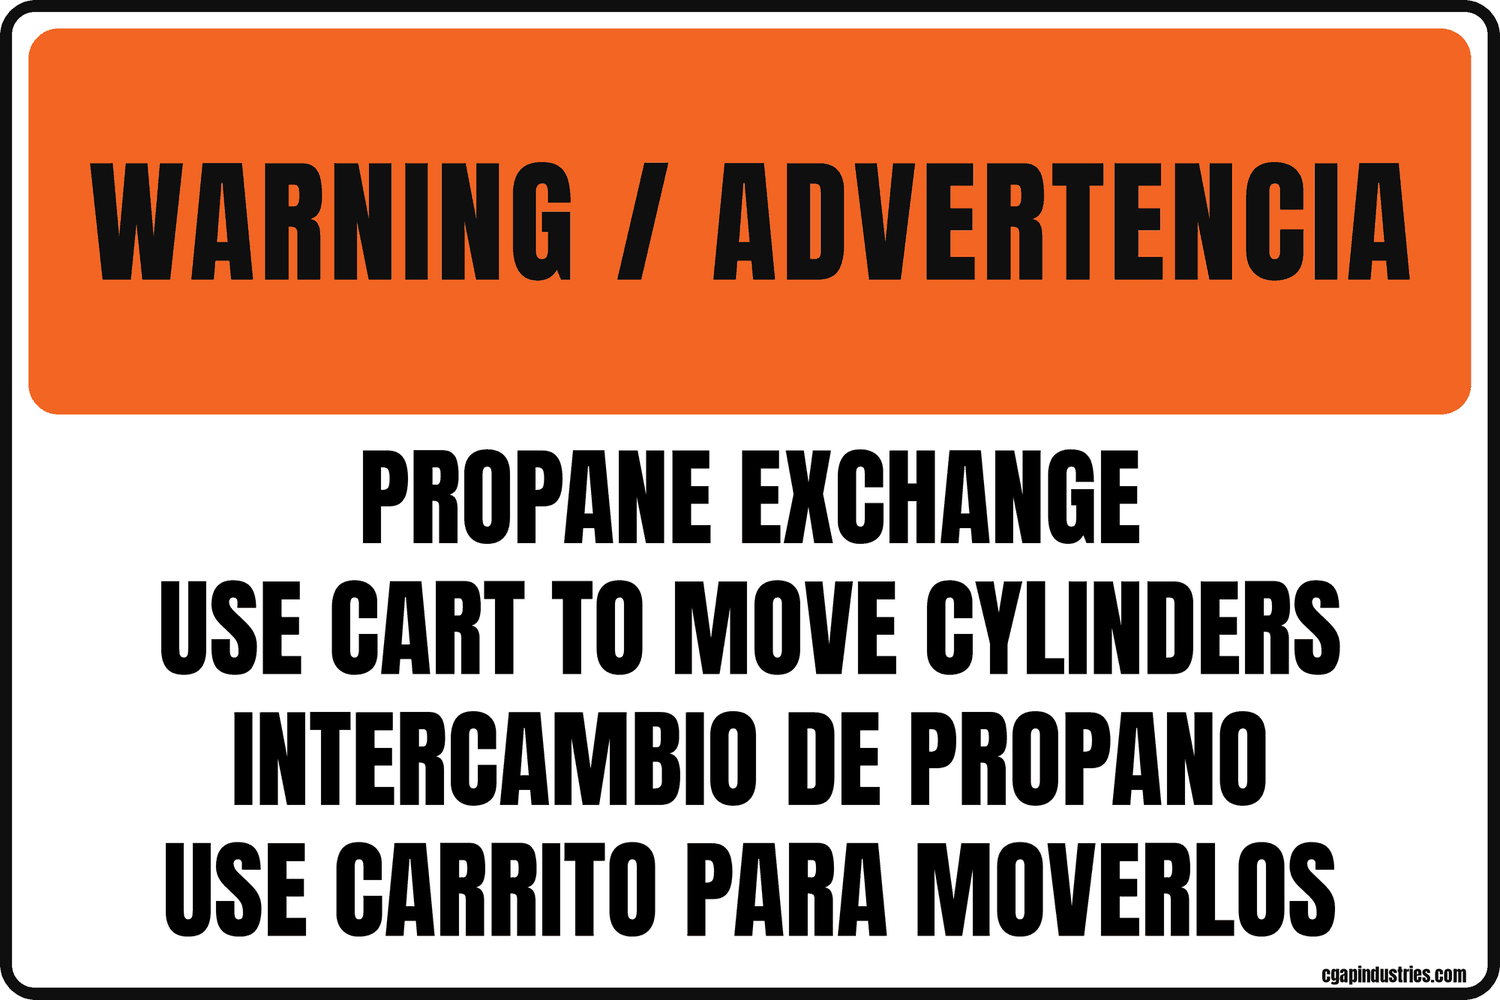 WARNING / ADVERTENCIA
PROPANE EXCHANGE
USE CART TO MOVE CYLINDERS
INTERCAMBIO DE PROPANO
USE CARRITO PARA MOVERLOS
cgapindustries.com